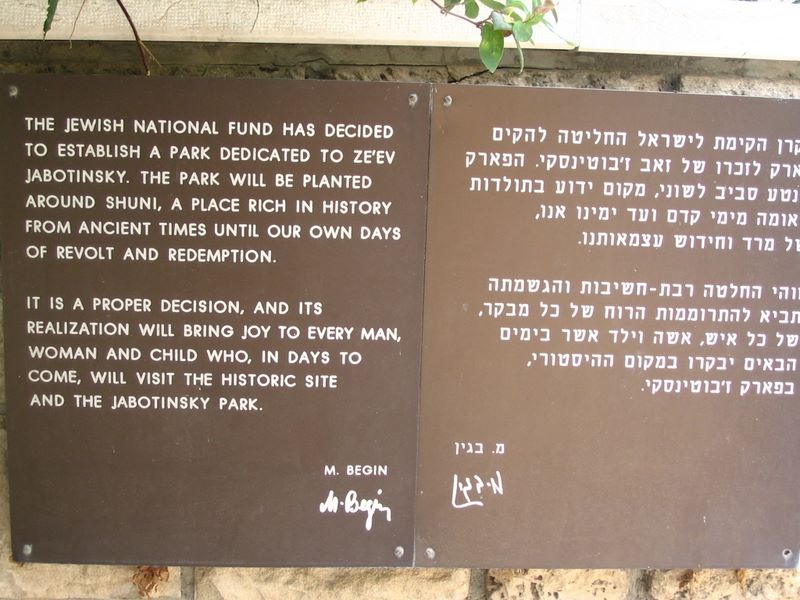 THE JEWISH NATIONAL FUND HAS DECIDED
TO ESTABLISH A PARK DEDICATED TO ZE'EV
JABOTINSKY. THE PARK WILL BE PLANTED
AROUND SHUNI, A PLACE RICH IN HISTORY
FROM ANCIENT TIMES UNTIL OUR OWN DAYS
OF REVOLT AND REDEMPTION.
IT IS A PROPER DECISION, AND ITS
REALIZATION WILL BRING JOY TO EVERY MAN,
WOMAN AND CHILD WHO, IN DAYS TO
COME, WILL VISIT THE HISTORIC SITE
AND THE JABOTINSKY PARK.
M. BEGIN
M. Begin
קרן הקימת לישראל החליטה להקים
ארק לזכרו של זאב ז'בוטינסקי. הפארק
נטע סביב לשוני, מקום ידוע בתולדות
אומה מימי קדם ועד ימינו אנו,
של מרד וחידוש עצמאותנו.
זוהי החלטה רבת-חשיבות והגשמתה
תביא להתרוממות הרוח של כל מבקר,
של כל איש, אשה וילד אשר בימים
הבאים יבקרו במקום ההיסטורי,
בפארק ז'בוטינסקי.
מ. בגין
מ. בגין